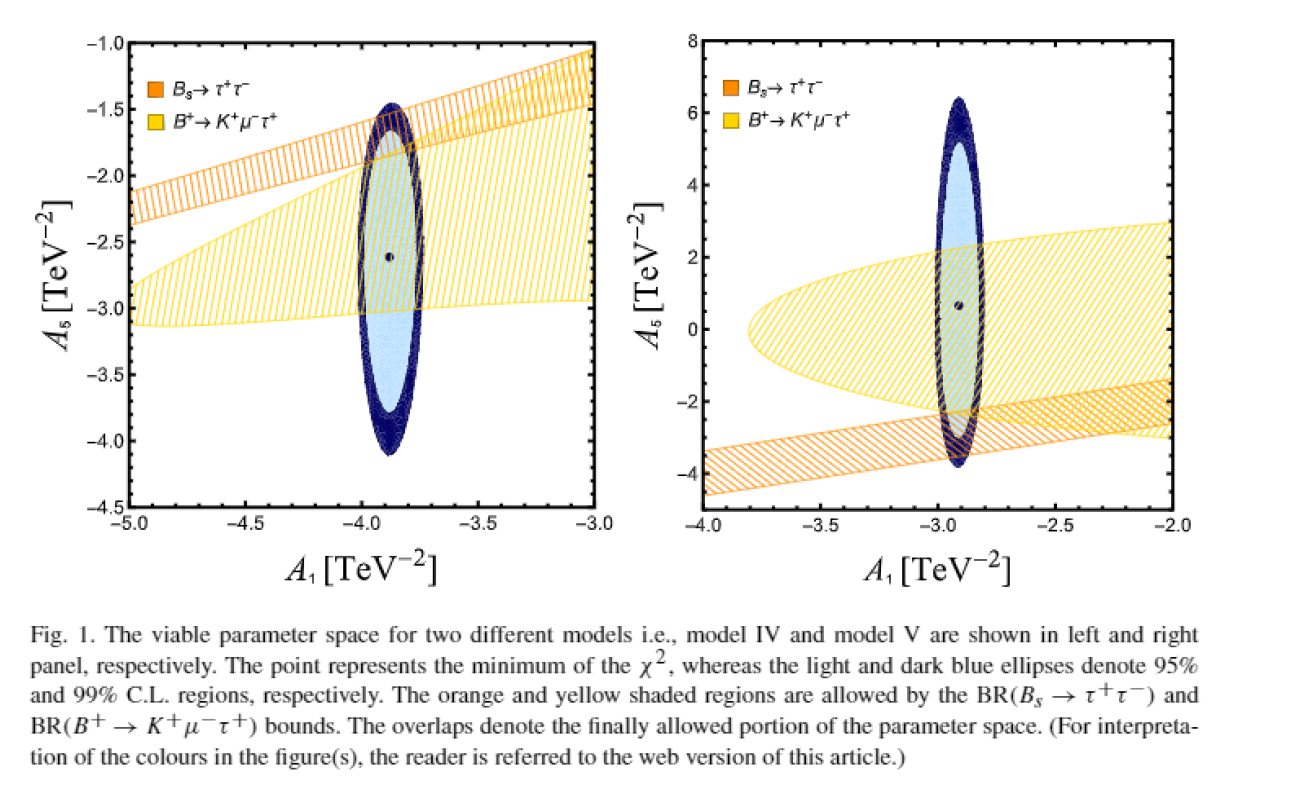 −1.0
−1.5
−2.0
−2.5
−3.0
−3.5
−4.0
−4.5
−5.0 −4.5 −4.0 −3.5 −3.0
A₅ [TeV⁻²]
A₁ [TeV⁻²]
Bₛ→ τ⁺τ⁻
B⁺→ K⁺μ⁻τ⁺
8
6
4
2
0
−2
−4
−4.0 −3.5 −3.0 −2.5 −2.0
A₅ [TeV⁻²]
A₁ [TeV⁻²]
Bₛ→ τ⁺τ⁻
B⁺→ K⁺μ⁻τ⁺
Fig. 1. The viable parameter space for two different models i.e., model IV and model V are shown in left and right
panel, respectively. The point represents the minimum of the χ², whereas the light and dark blue ellipses denote 95%
and 99% C.L. regions, respectively. The orange and yellow shaded regions are allowed by the BR(Bₛ → τ⁺τ⁻) and
BR(B⁺ → K⁺μ⁻τ⁺) bounds. The overlaps denote the finally allowed portion of the parameter space. (For interpreta-
tion of the colours in the figure(s), the reader is referred to the web version of this article.)